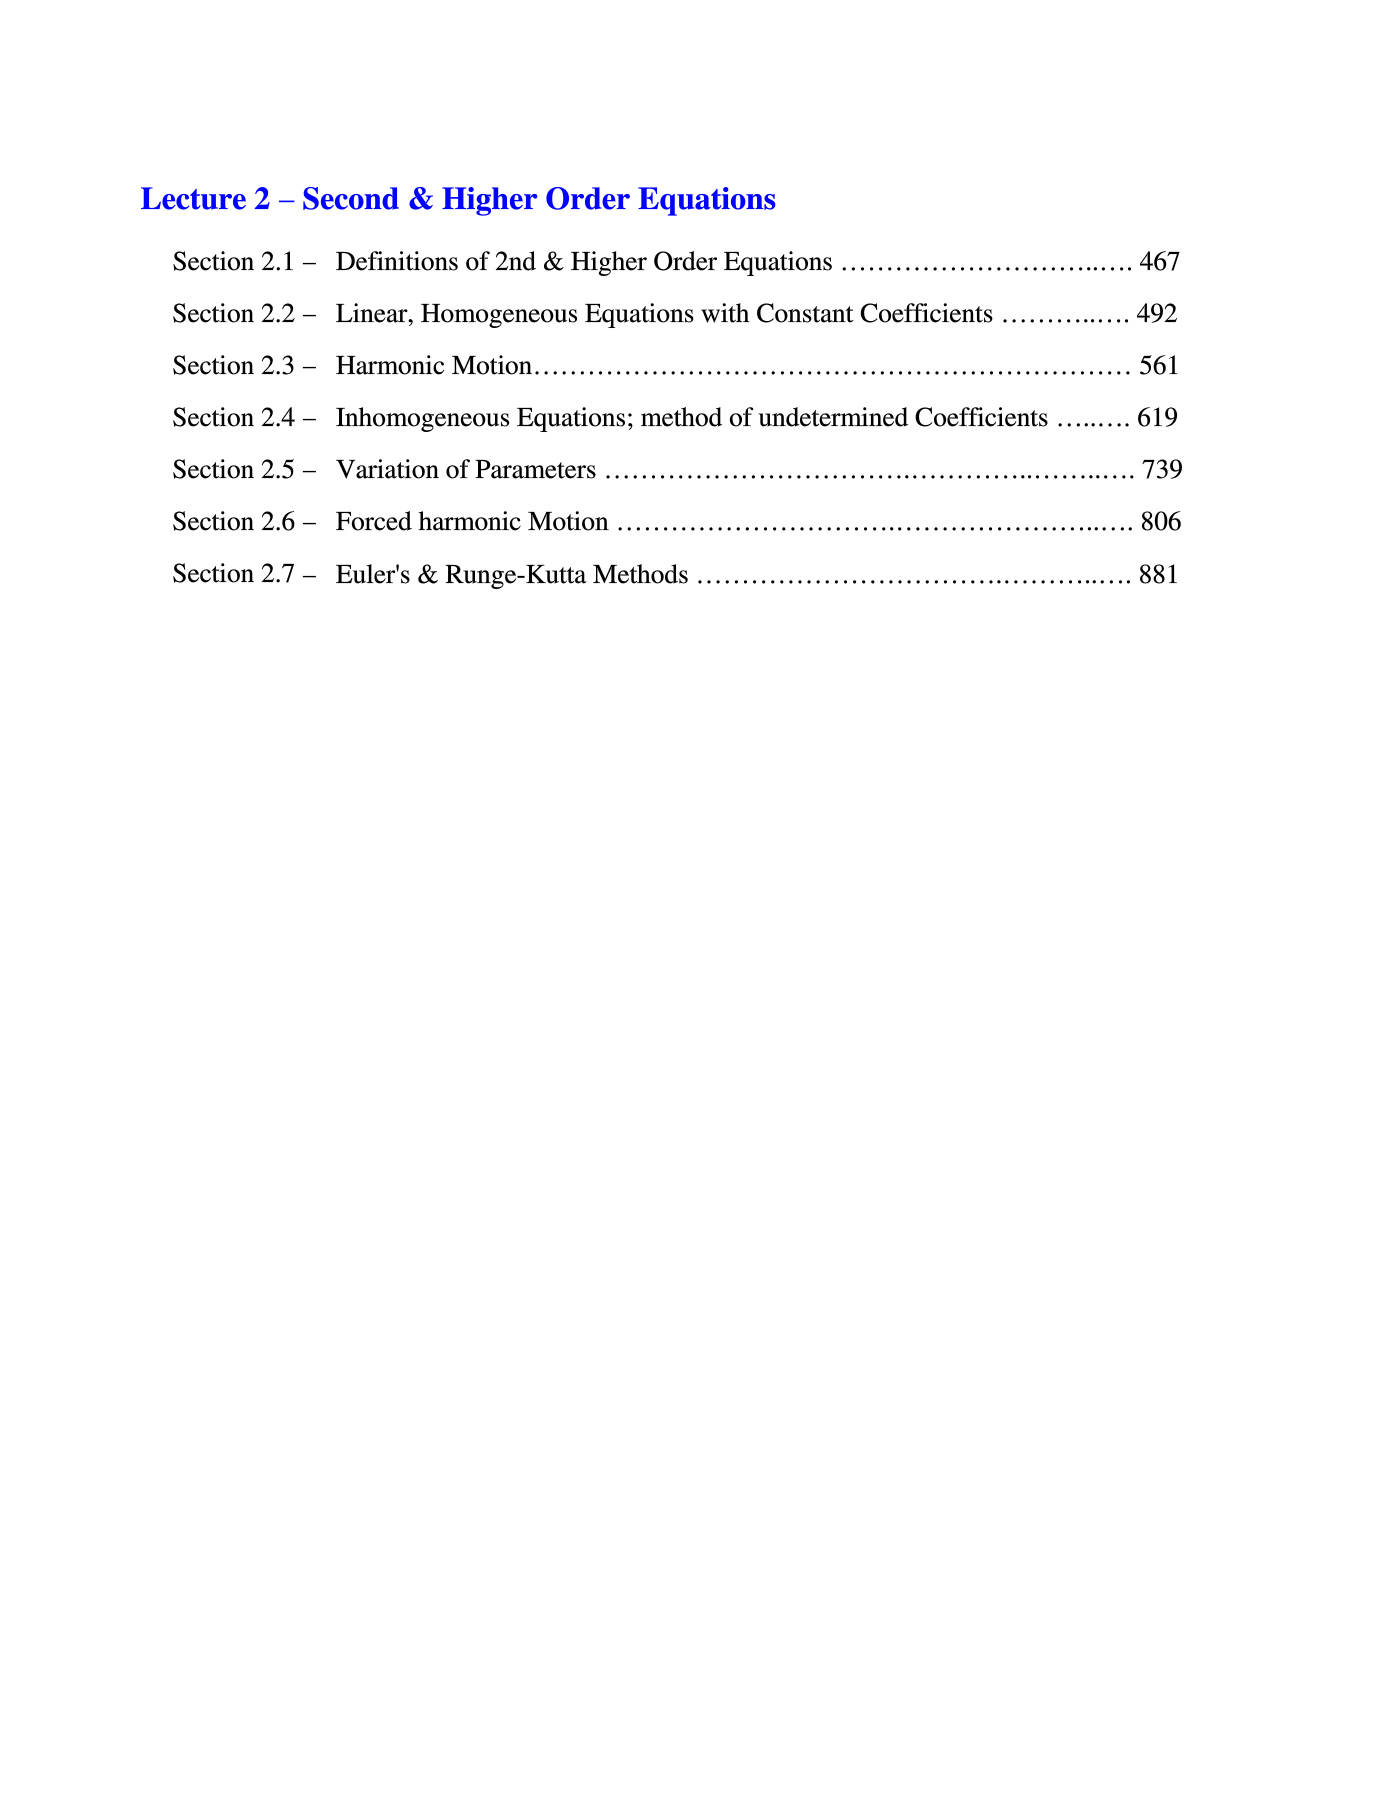 Lecture 2 – Second & Higher Order Equations
Section 2.1 – Definitions of 2nd & Higher Order Equations ………………………..…. 467
Section 2.2 – Linear, Homogeneous Equations with Constant Coefficients ………..…. 492
Section 2.3 – Harmonic Motion………………………………………………………… 561
Section 2.4 – Inhomogeneous Equations; method of undetermined Coefficients …..…. 619
Section 2.5 – Variation of Parameters …………………………….…………..……..…. 739
Section 2.6 – Forced harmonic Motion ………………………….…………………..…. 806
Section 2.7 – Euler's & Runge-Kutta Methods …………………………….………..…. 881